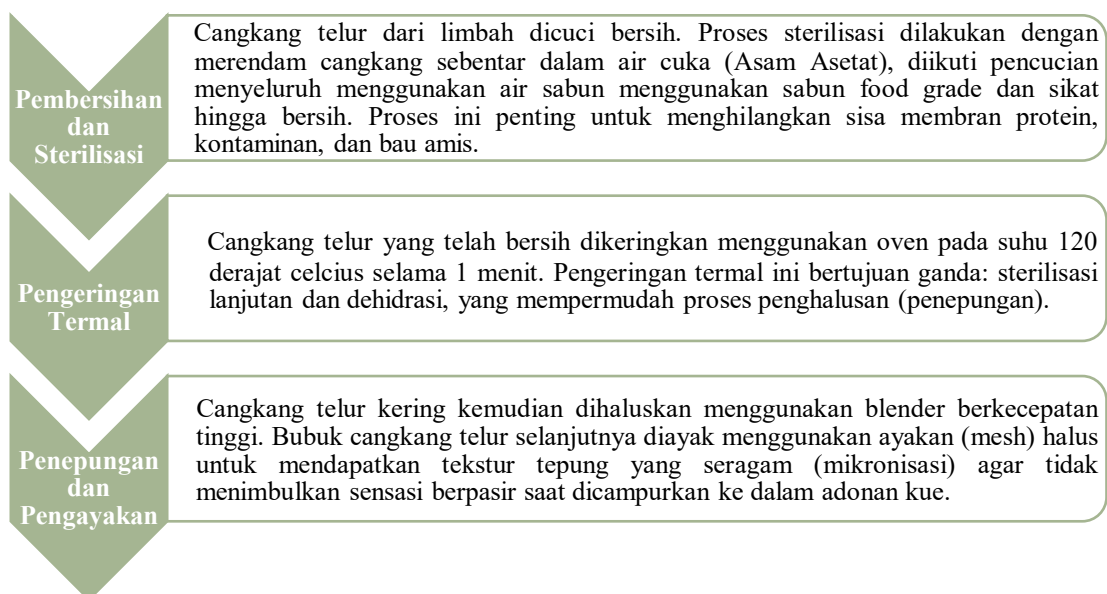 Pembersihan
dan
Sterilisasi
Cangkang telur dari limbah dicuci bersih. Proses sterilisasi dilakukan dengan
merendam cangkang sebentar dalam air cuka (Asam Asetat), diikuti pencucian
menyeluruh menggunakan air sabun menggunakan sabun food grade dan sikat
hingga bersih. Proses ini penting untuk menghilangkan sisa membran protein,
kontaminan, dan bau amis.
Pengeringan
Termal
Cangkang telur yang telah bersih dikeringkan menggunakan oven pada suhu 120
derajat celcius selama 1 menit. Pengeringan termal ini bertujuan ganda: sterilisasi
lanjutan dan dehidrasi, yang mempermudah proses penghalusan (penepungan).
Penepungan
dan
Pengayakan
Cangkang telur kering kemudian dihaluskan menggunakan blender berkecepatan
tinggi. Bubuk cangkang telur selanjutnya diayak menggunakan ayakan (mesh) halus
untuk mendapatkan tekstur tepung yang seragam (mikronisasi) agar tidak
menimbulkan sensasi berpasir saat dicampurkan ke dalam adonan kue.